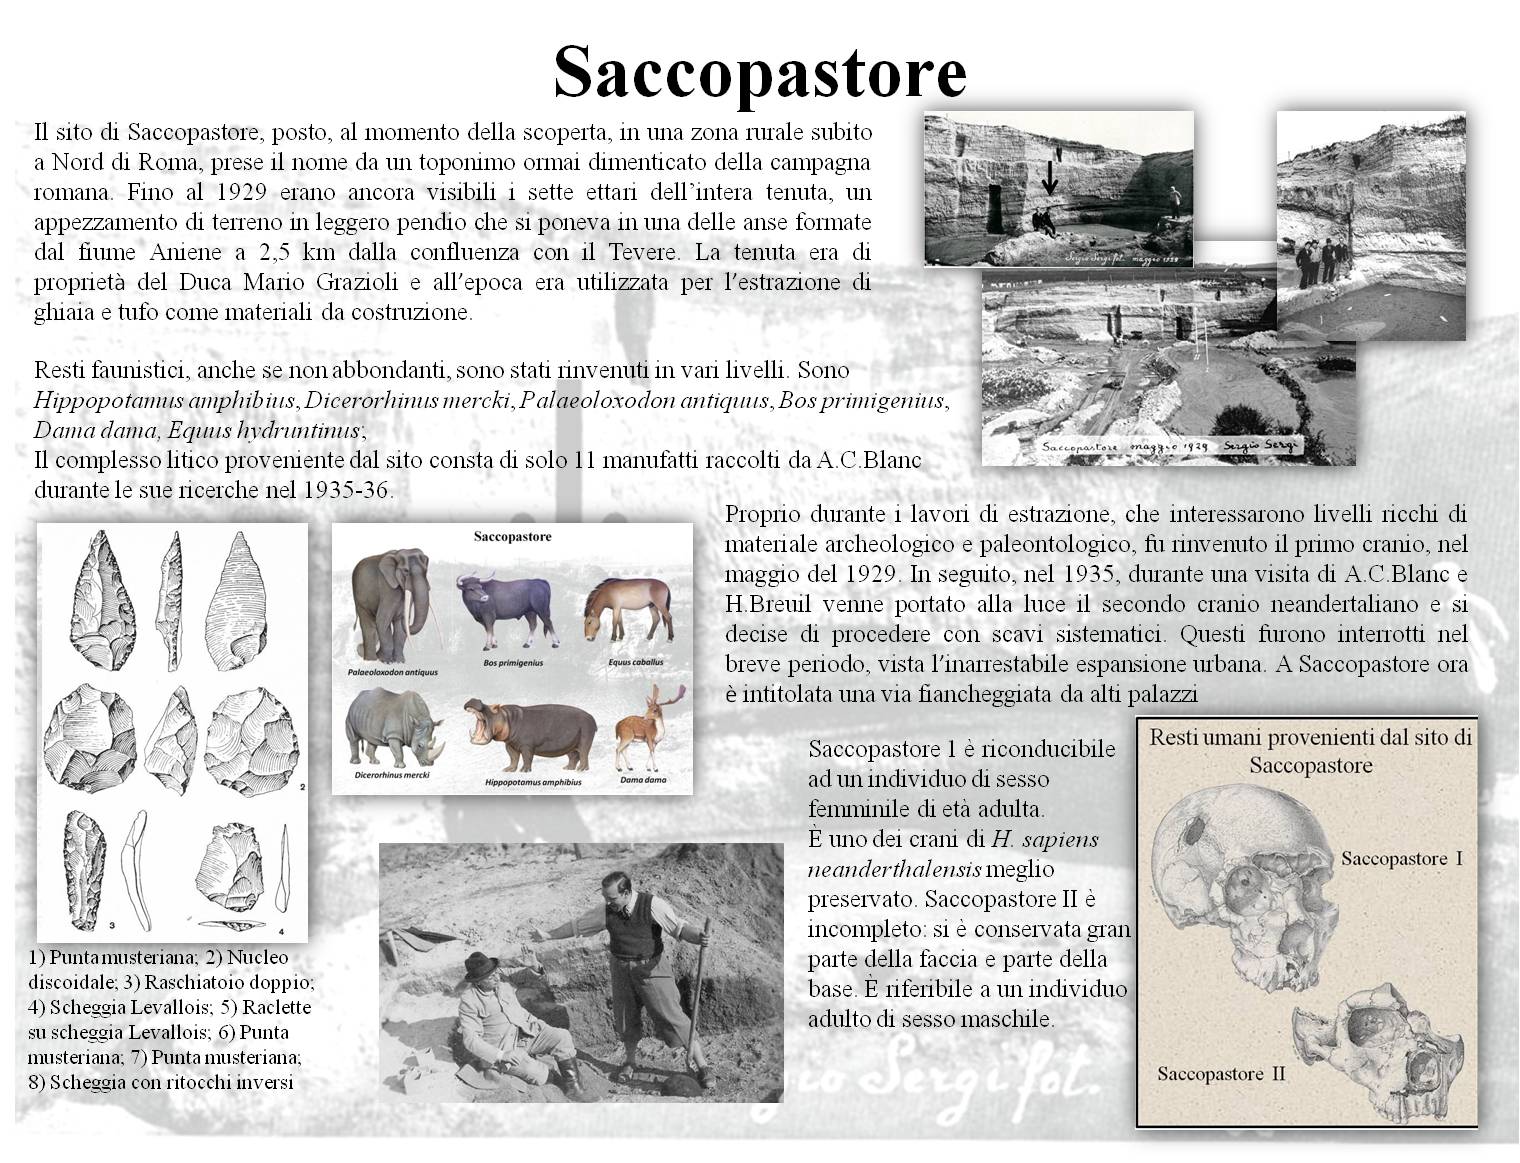 Saccopastore
Il sito di Saccopastore, posto, al momento della scoperta, in una zona rurale subito
a Nord di Roma, prese il nome da un toponimo ormai dimenticato della campagna
romana. Fino al 1929 erano ancora visibili i sette ettari dell’intera tenuta, un
appezzamento di terreno in leggero pendio che si poneva in una delle anse formate
dal fiume Aniene a 2,5 km dalla confluenza con il Tevere. La tenuta era di
proprietà del Duca Mario Grazioli e all’epoca era utilizzata per l’estrazione di
ghiaia e tufo come materiali da costruzione.
Sergio Sergi fot. maggio 1929
Saccopastore maggio 1929 Sergio Sergi
Resti faunistici, anche se non abbondanti, sono stati rinvenuti in vari livelli. Sono
Hippopotamus amphibius, Dicerorhinus mercki, Palaeoloxodon antiquus, Bos primigenius,
Dama dama, Equus hydruntinus;
Il complesso litico proveniente dal sito consta di solo 11 manufatti raccolti da A.C.Blanc
durante le sue ricerche nel 1935-36.
2
3
4
1) Punta musteriana; 2) Nucleo
discoidale; 3) Raschiatoio doppio;
4) Scheggia Levallois; 5) Raclette
su scheggia Levallois; 6) Punta
musteriana; 7) Punta musteriana;
8) Scheggia con ritocchi inversi
Saccopastore
Palaeoloxodon antiquus
Bos primigenius
Equus caballus
Dicerorhinus mercki
Hippopotamus amphibius
Dama dama
Proprio durante i lavori di estrazione, che interessarono livelli ricchi di
materiale archeologico e paleontologico, fu rinvenuto il primo cranio, nel
maggio del 1929. In seguito, nel 1935, durante una visita di A.C.Blanc e
H.Breuil venne portato alla luce il secondo cranio neandertaliano e si
decise di procedere con scavi sistematici. Questi furono interrotti nel
breve periodo, vista l’inarrestabile espansione urbana. A Saccopastore ora
è intitolata una via fiancheggiata da alti palazzi
Saccopastore 1 è riconducibile
ad un individuo di sesso
femminile di età adulta.
È uno dei crani di H. sapiens
neanderthalensis meglio
preservato. Saccopastore II è
incompleto: si è conservata gran
parte della faccia e parte della
base. È riferibile a un individuo
adulto di sesso maschile.
Resti umani provenienti dal sito di
Saccopastore
Saccopastore I
Saccopastore II
gio Sergi fot.